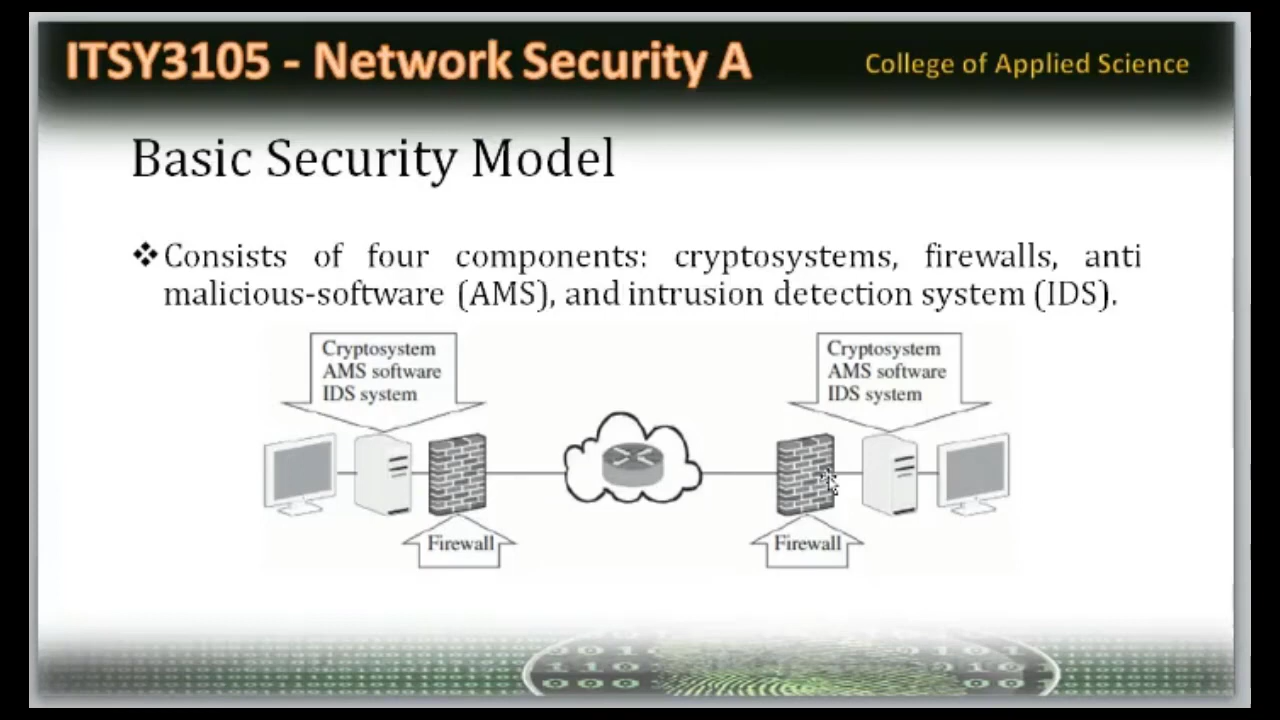 ITSY3105 - Network Security A
College of Applied Science
Basic Security Model
❖Consists of four components: cryptosystems, firewalls, anti
malicious-software (AMS), and intrusion detection system (IDS).
Cryptosystem
AMS software
IDS system
Cryptosystem
AMS software
IDS system
Firewall
Firewall